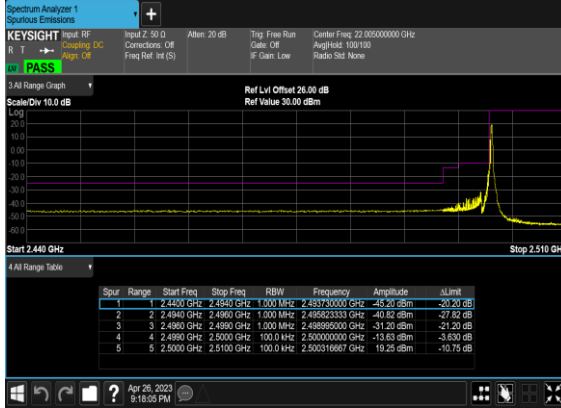 Spectrum Analyzer 1
Spurious Emissions
KEYSIGHT Input: RF Input Z: 50 Ω Atten: 20 dB Trig: Free Run Center Freq: 22.005000000 GHz
R T Coupling: DC Corrections: Off Gate: Off Avg|Hold: 100/100
Align: Off Freq Ref: Int (S) IF Gain: Low Radio Std: None
PASS
3 All Range Graph
Ref Lvl Offset 26.00 dB
Scale/Div 10.0 dB Ref Value 30.00 dBm
Log
20.0
10.0
0.00
-10.0
-20.0
-30.0
-40.0
-50.0
-60.0
Start 2.440 GHz Stop 2.510 GH
4 All Range Table
Spur Range Start Freq Stop Freq RBW Frequency Amplitude ΔLimit
1 1 2.4400 GHz 2.4940 GHz 1.000 MHz 2.493730000 GHz -45.20 dBm -20.20 dB
2 2 2.4940 GHz 2.4960 GHz 1.000 MHz 2.495823333 GHz -40.82 dBm -27.82 dB
3 3 2.4960 GHz 2.4990 GHz 1.000 MHz 2.498995000 GHz -31.20 dBm -21.20 dB
4 4 2.4990 GHz 2.5000 GHz 100.0 kHz 2.500000000 GHz -13.63 dBm -3.630 dB
5 5 2.5000 GHz 2.5100 GHz 100.0 kHz 2.500316667 GHz 19.25 dBm -10.75 dB
Apr 26, 2023
9:18:05 PM